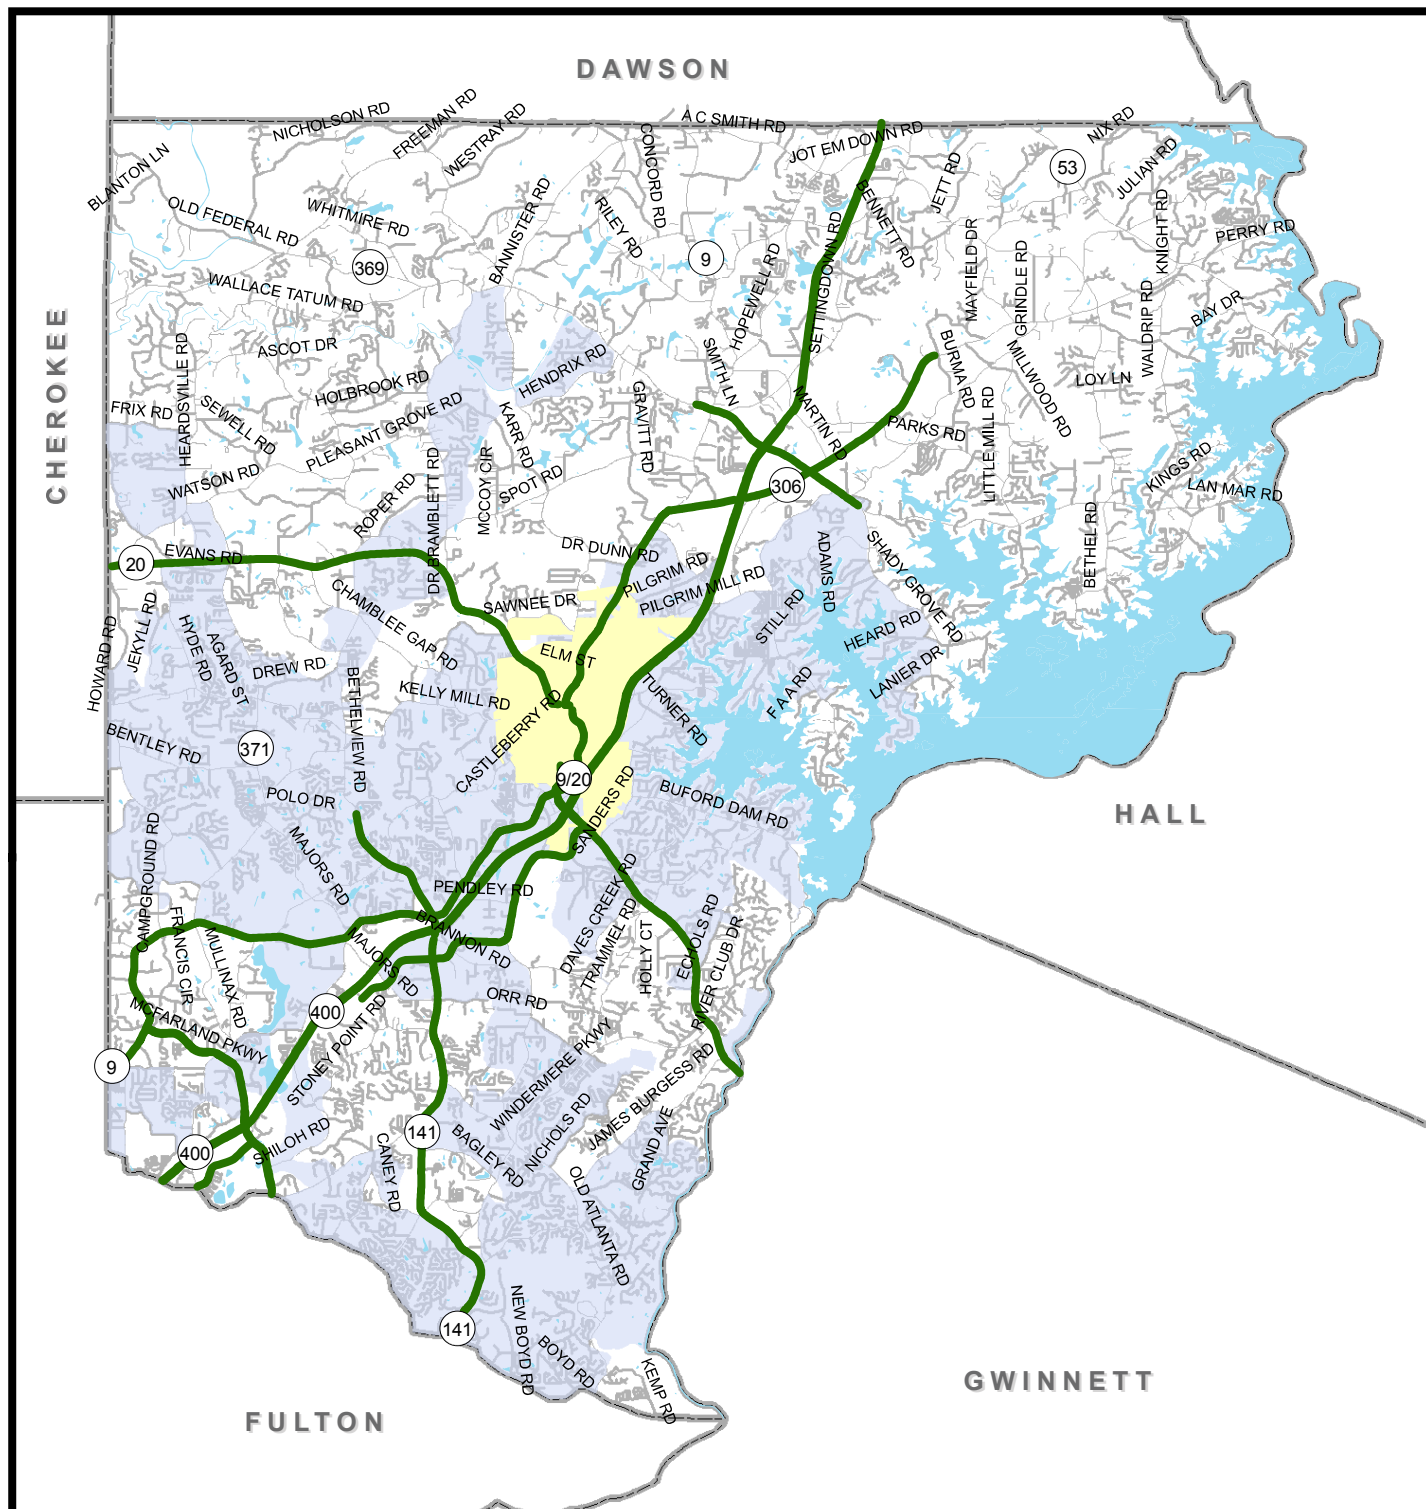 DAWSON
NICHOLSON RD
FREEMAN RD
WESTRAY RD
CONCORD RD
A C SMITH RD
JOT EM DOWN RD
NIX RD
53
JULIAN RD
BLANTON LN
JETT RD
BENNETT RD
OLD FEDERAL RD
WHITMIRE RD
BANNISTER RD
RILEY RD
KNIGHT RD
PERRY RD
369
9
HOPEWELL RD
SETTINGDOWN RD
MAYFIELD DR
GRINDLE RD
WALLACE TATUM RD
WALDRIP RD
BAY DR
CHEROKEE
HEARDSVILLE RD
ASCOT DR
HOLBROOK RD
HENDRIX RD
SMITH LN
BURMA RD
MILLWOOD RD
LOY LN
FRIX RD
SEWELL RD
PLEASANT GROVE RD
KARR RD
GRAVITT RD
MARTIN RD
PARKS RD
LITTLE MILL RD
WATSON RD
ROPER RD
DR BRAMBLETT RD
MCCOY CIR
SPOT RD
306
KINGS RD
LAN MAR RD
20
EVANS RD
DR DUNN RD
PILGRIM RD
PILGRIM MILL RD
ADAMS RD
SHADY GROVE RD
BETHEL RD
HOWARD RD
JEKYLL RD
HYDE RD
AGARD ST
CHAMBLEE GAP RD
SAWNEE DR
STILL RD
HEARD RD
DREW RD
BETHELVIEW RD
KELLY MILL RD
ELM ST
CASTLEBERRY RD
TURNER RD
F A A RD
LANIER DR
BENTLEY RD
371
9/20
SANDERS RD
BUFORD DAM RD
POLO DR
HALL
CAMPGROUND RD
MAJORS RD
PENDLEY RD
FRANCIS CIR
MULLINAX RD
MAJORS RD
BRANNON RD
DAVES CREEK RD
TRAMMEL RD
HOLLY CT
ECHOLS RD
RIVER CLUB DR
ORR RD
400
MCFARLAND PKWY
STONEY POINT RD
WINDERMERE PKWY
JAMES BURGESS RD
9
400
SHILOH RD
141
CANEY RD
BAGLEY RD
NICHOLS RD
GRAND AVE
OLD ATLANTA RD
141
NEW BOYD RD
BOYD RD
KEMP RD
GWINNETT
FULTON